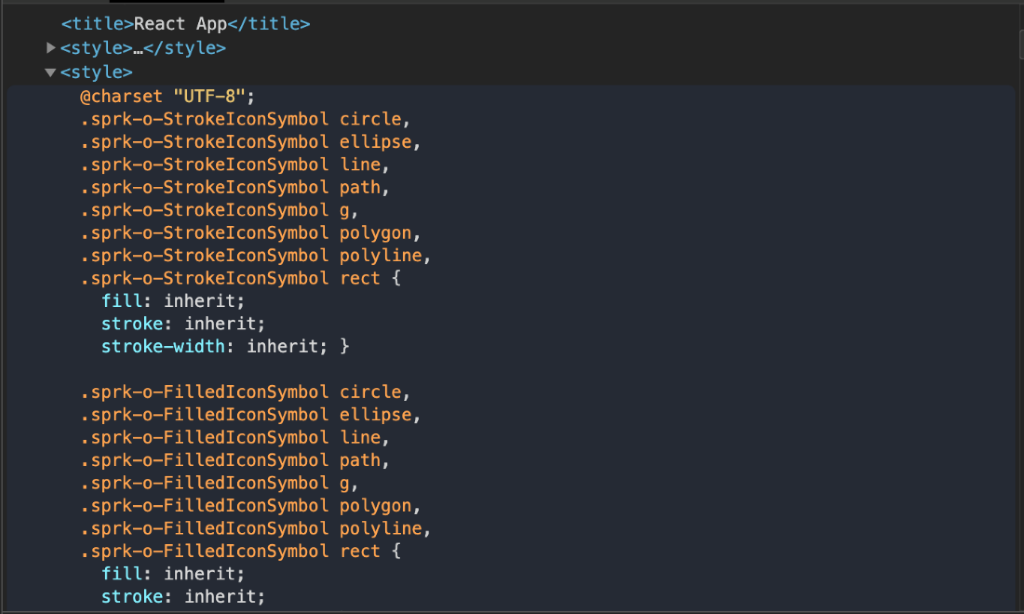 <title>React App</title>
<style>…</style>
<style>
@charset "UTF-8";
.sprk-o-StrokeIconSymbol circle,
.sprk-o-StrokeIconSymbol ellipse,
.sprk-o-StrokeIconSymbol line,
.sprk-o-StrokeIconSymbol path,
.sprk-o-StrokeIconSymbol g,
.sprk-o-StrokeIconSymbol polygon,
.sprk-o-StrokeIconSymbol polyline,
.sprk-o-StrokeIconSymbol rect {
  fill: inherit;
  stroke: inherit;
  stroke-width: inherit; }

.sprk-o-FilledIconSymbol circle,
.sprk-o-FilledIconSymbol ellipse,
.sprk-o-FilledIconSymbol line,
.sprk-o-FilledIconSymbol path,
.sprk-o-FilledIconSymbol g,
.sprk-o-FilledIconSymbol polygon,
.sprk-o-FilledIconSymbol polyline,
.sprk-o-FilledIconSymbol rect {
  fill: inherit;
  stroke: inherit;